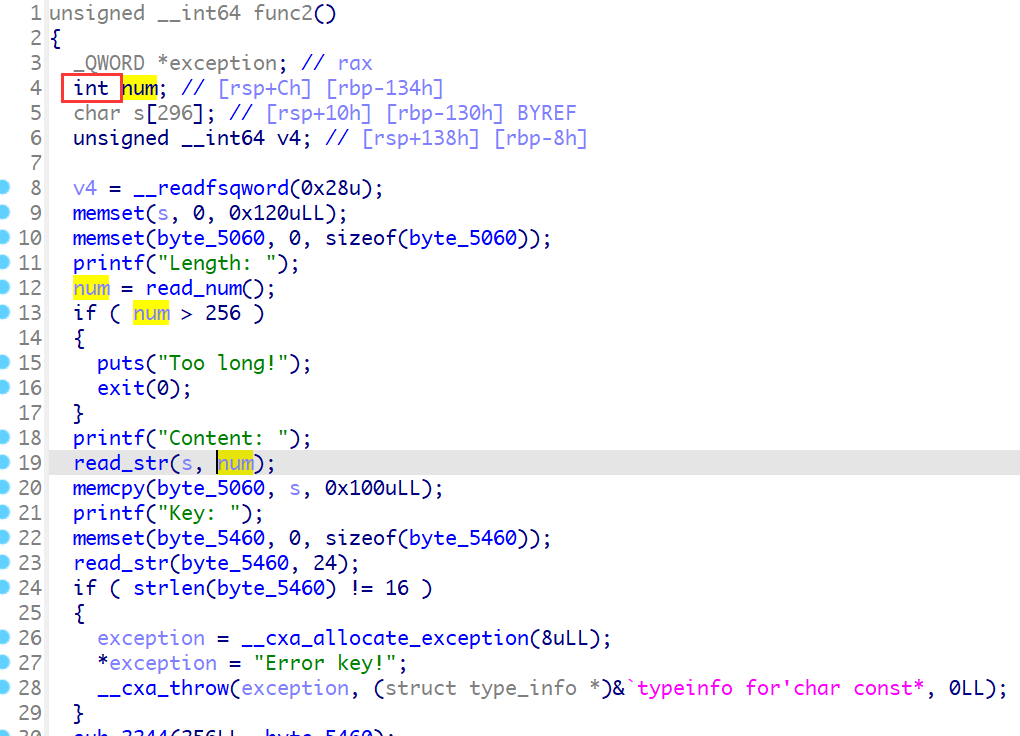 1 unsigned __int64 func2()
2 {
3 _QWORD *exception; // rax
4 int num; // [rsp+Ch] [rbp-134h]
5 char s[296]; // [rsp+10h] [rbp-130h] BYREF
6 unsigned __int64 v4; // [rsp+138h] [rbp-8h]
7
8 v4 = __readfsqword(0x28u);
9 memset(s, 0, 0x120uLL);
10 memset(byte_5060, 0, sizeof(byte_5060));
11 printf("Length: ");
12 num = read_num();
13 if ( num > 256 )
14 {
15 puts("Too long!");
16 exit(0);
17 }
18 printf("Content: ");
19 read_str(s, num);
20 memcpy(byte_5060, s, 0x100uLL);
21 printf("Key: ");
22 memset(byte_5460, 0, sizeof(byte_5460));
23 read_str(byte_5460, 24);
24 if ( strlen(byte_5460) != 16 )
25 {
26 exception = __cxa_allocate_exception(8uLL);
27 *exception = "Error key!";
28 __cxa_throw(exception, (struct type_info *)&`typeinfo for'char const*, 0LL);
29 }